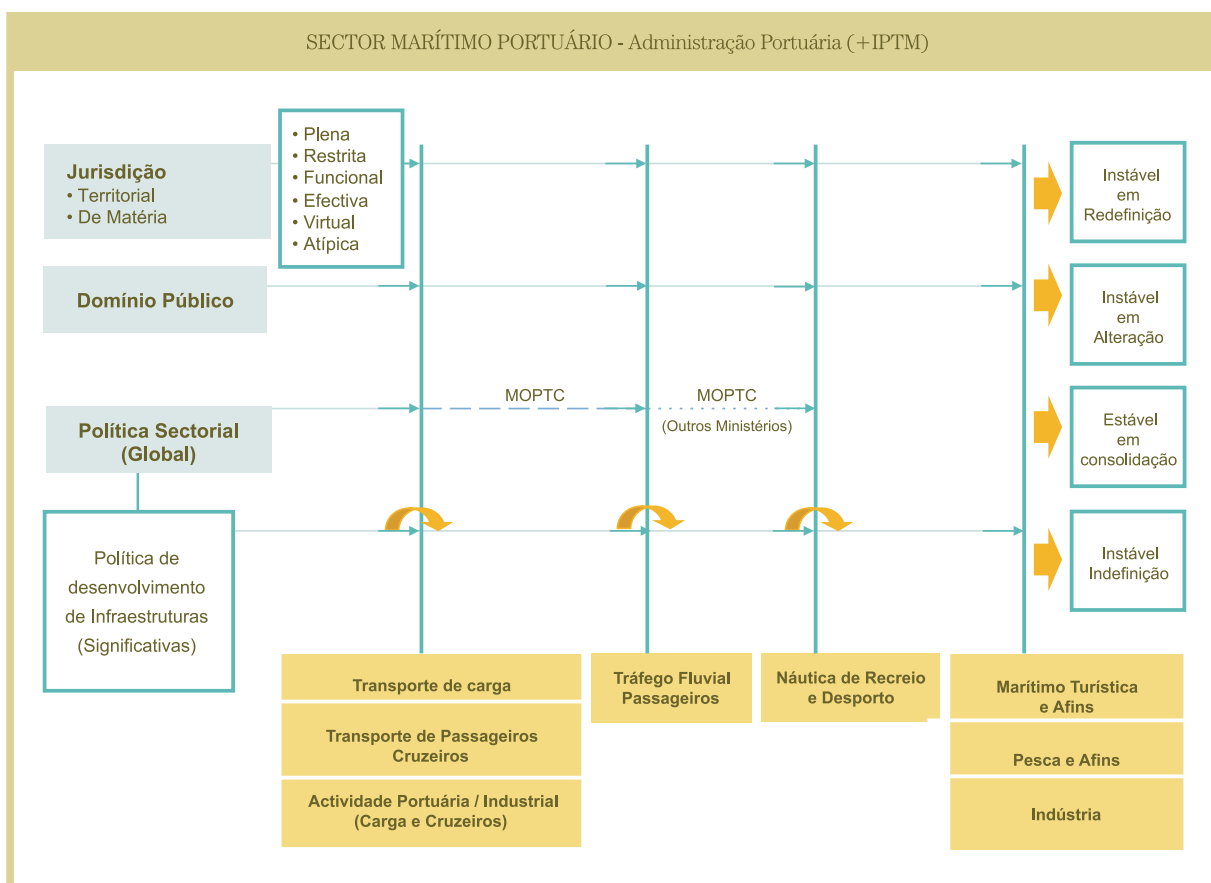 SECTOR MARÍTIMO PORTUÁRIO - Administração Portuária (+IPTM)
Jurisdição
• Territorial
• De Matéria
• Plena
• Restrita
• Funcional
• Efectiva
• Virtual
• Atípica
Instável
em
Redefinição
Domínio Público
Instável
em
Alteração
Política Sectorial
(Global)
MOPTC
MOPTC
(Outros Ministérios)
Estável
em
consolidação
Política de
desenvolvimento
de Infraestruturas
(Significativas)
Instável
Indefinição
Transporte de carga
Transporte de Passageiros
Cruzeiros
Actividade Portuária / Industrial
(Carga e Cruzeiros)
Tráfego Fluvial
Passageiros
Náutica de Recreio
e Desporto
Marítimo Turística
e Afins
Pesca e Afins
Indústria